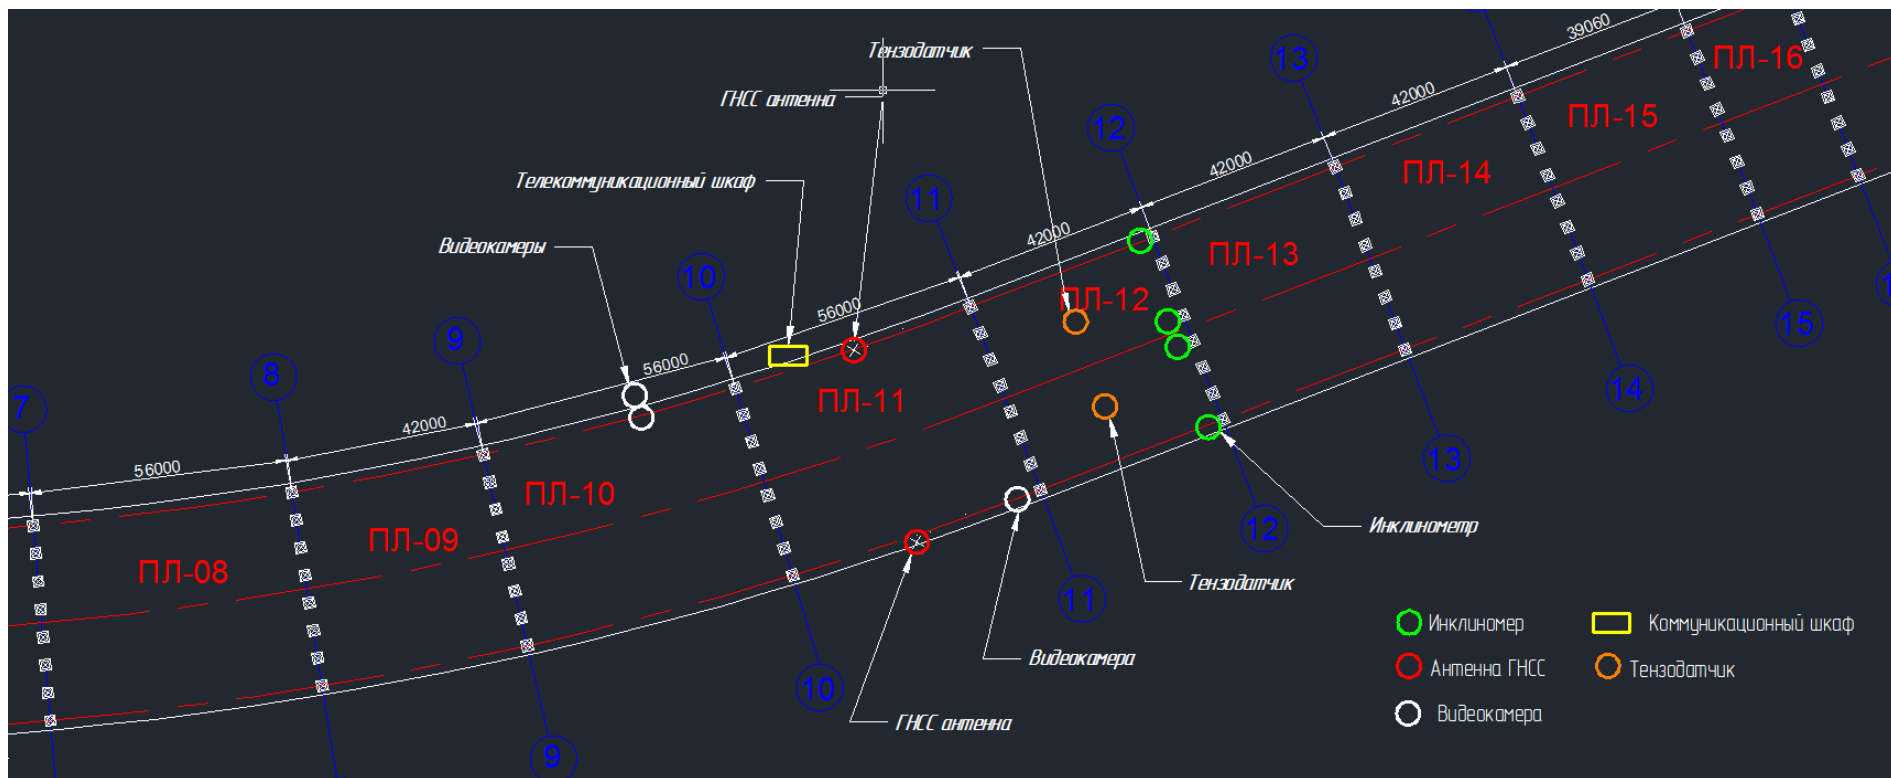 Тензодатчик
39060
ПЛ-16
13
42000
ГНСС антенна
ПЛ-15
12
42000
ПЛ-14
Телекоммуникационный шкаф
11
42000
Видеокамеры
ПЛ-13
10
56000
ПЛ-12
15
9
56000
8
ПЛ-11
14
7
42000
13
56000
ПЛ-10
12
Инклинометр
ПЛ-09
ПЛ-08
Тензодатчик
11
Инклиномер
Коммуникационный шкаф
Видеокамера
Антенна ГНСС
Тензодатчик
10
ГНСС антенна
Видеокамера
9